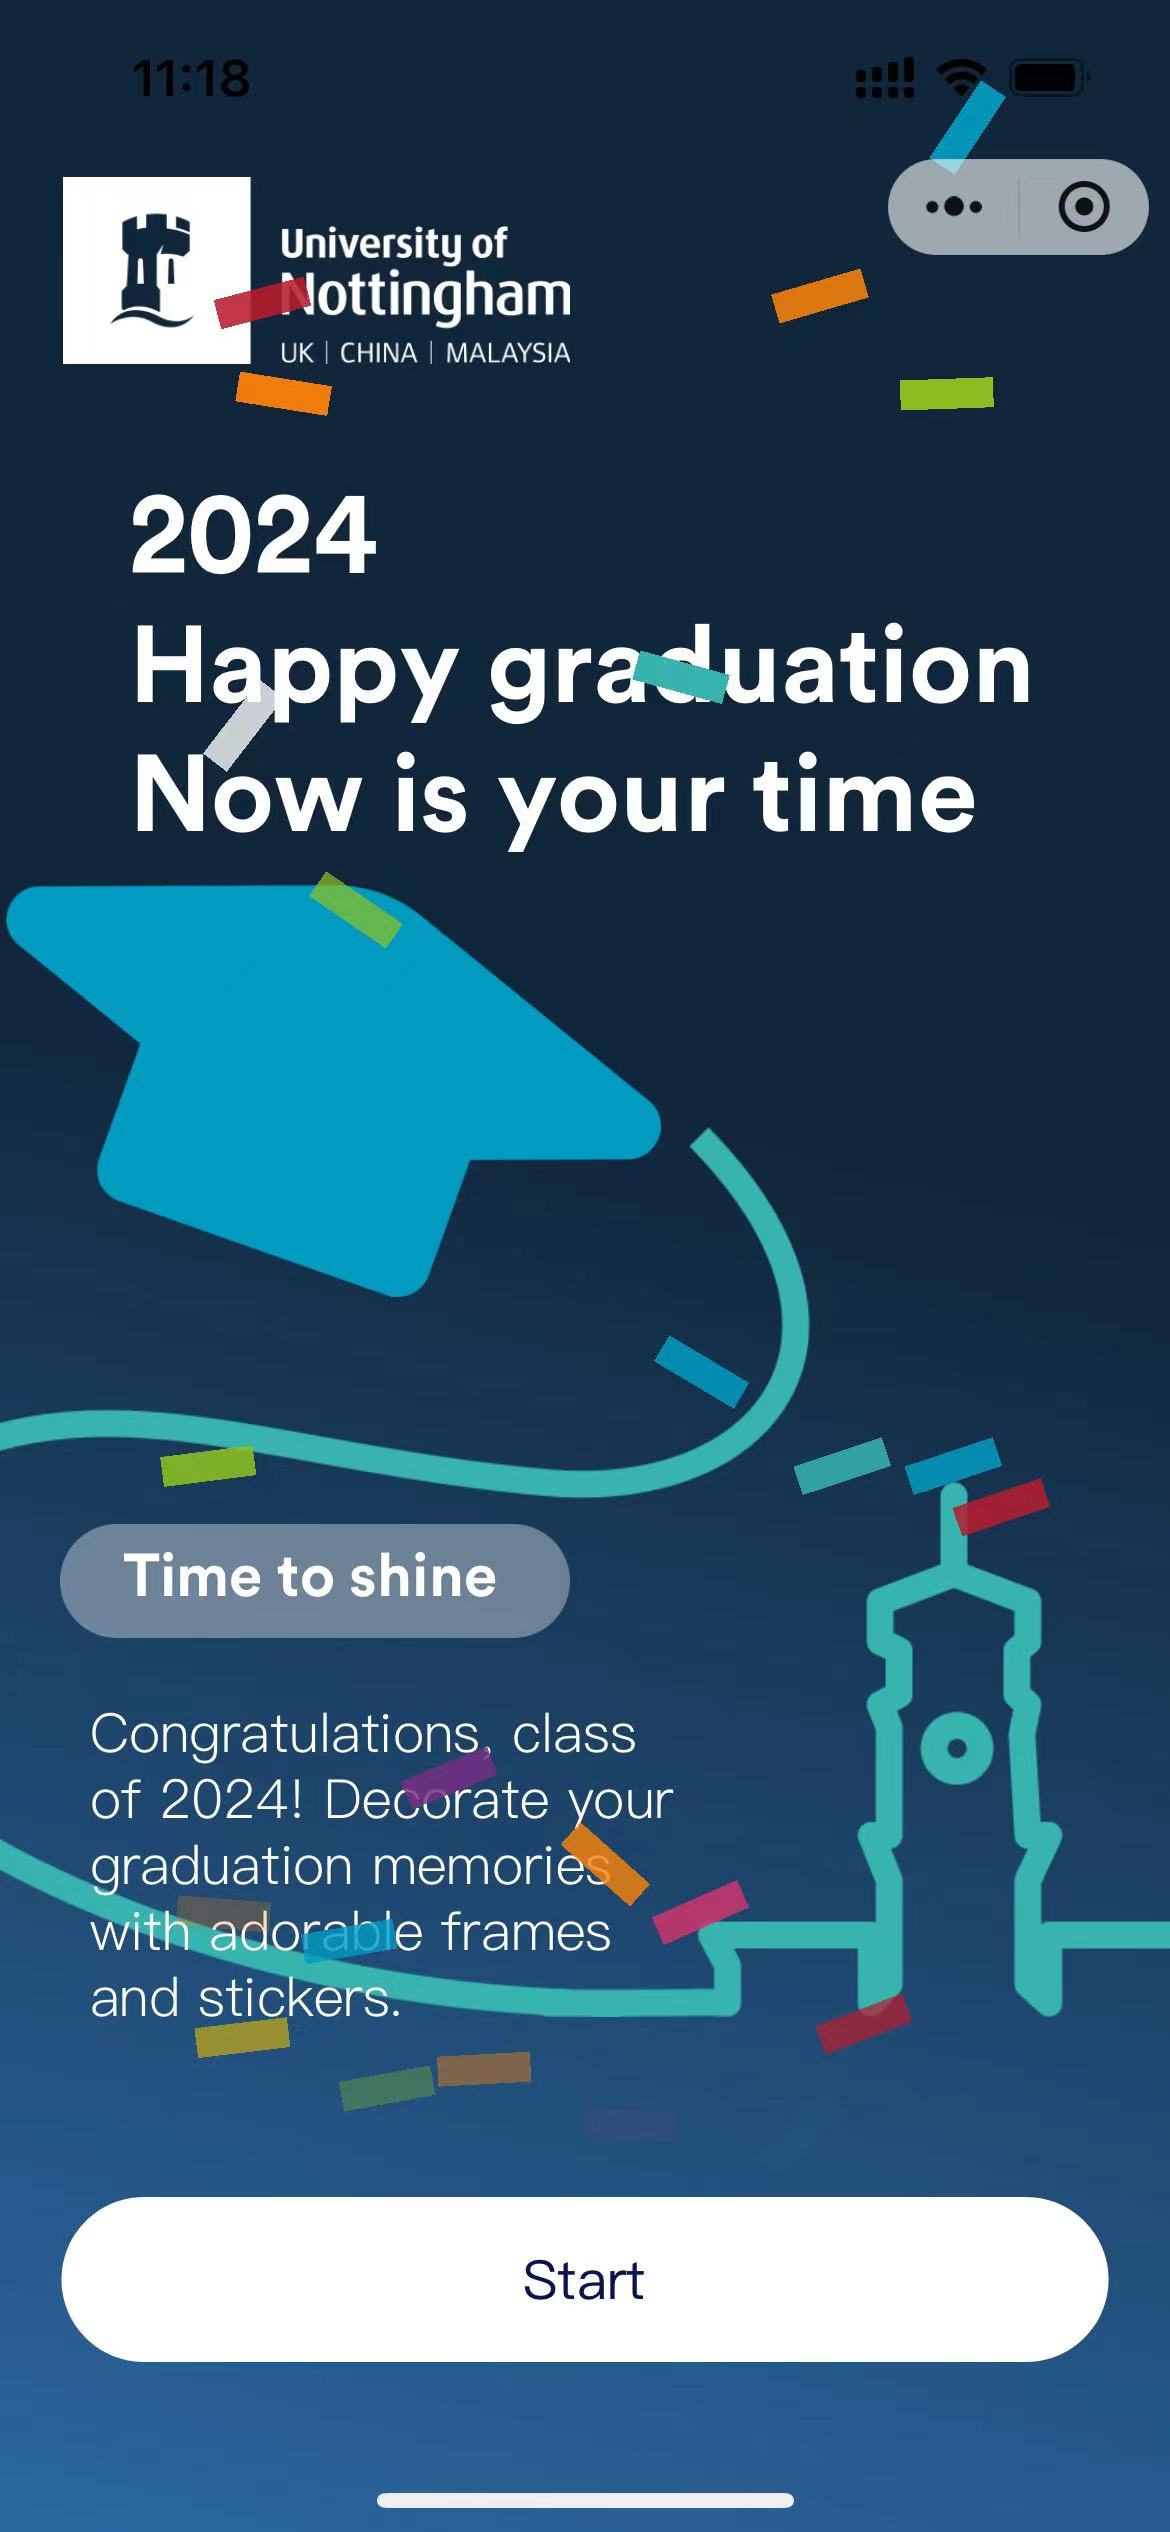 11:18
University of
Nottingham
UK | CHINA | MALAYSIA
2024
Happy graduation
Now is your time
Time to shine
Congratulations, class
of 2024! Decorate your
graduation memories
with adorable frames
and stickers.
Start